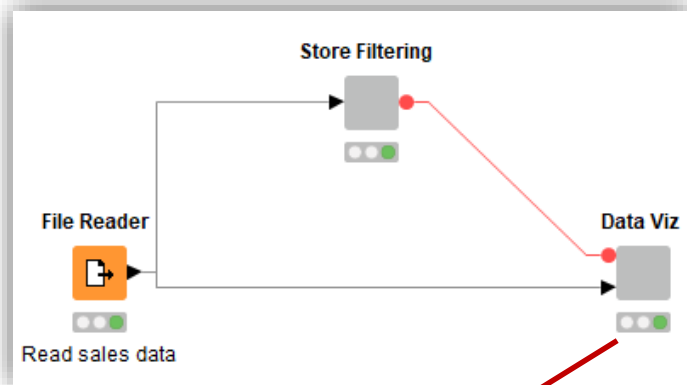 Store Filtering
File Reader
Data Viz
Read sales data